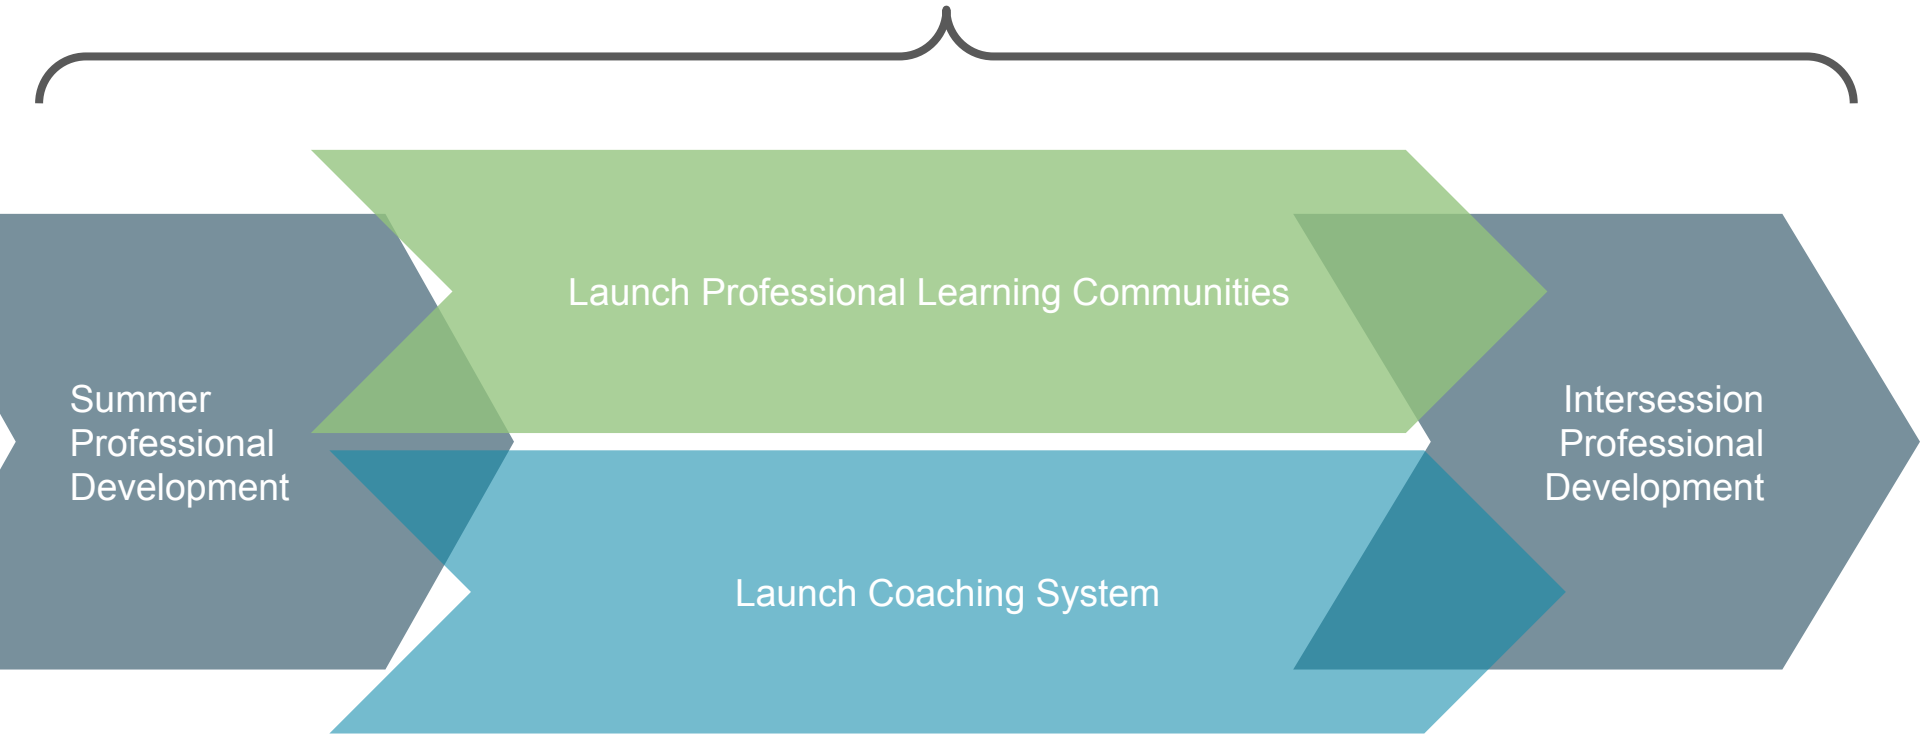 Launch Professional Learning Communities
Summer
Professional
Development
Intersession
Professional
Development
Launch Coaching System